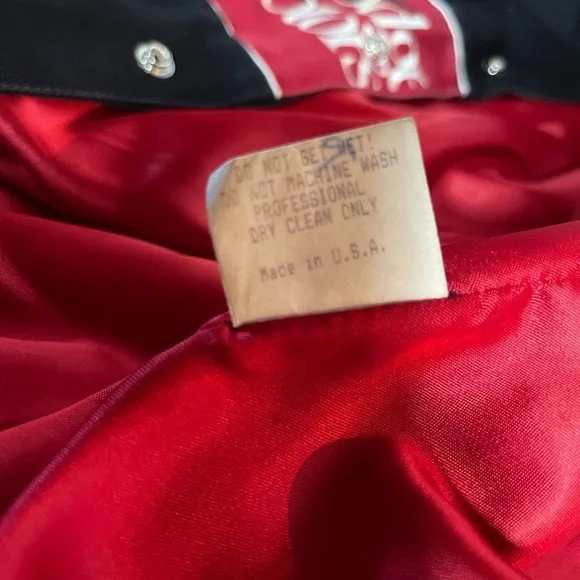 DO NOT GET WET!
DO NOT MACHINE WASH
PROFESSIONAL
DRY CLEAN ONLY
Made in U.S.A.